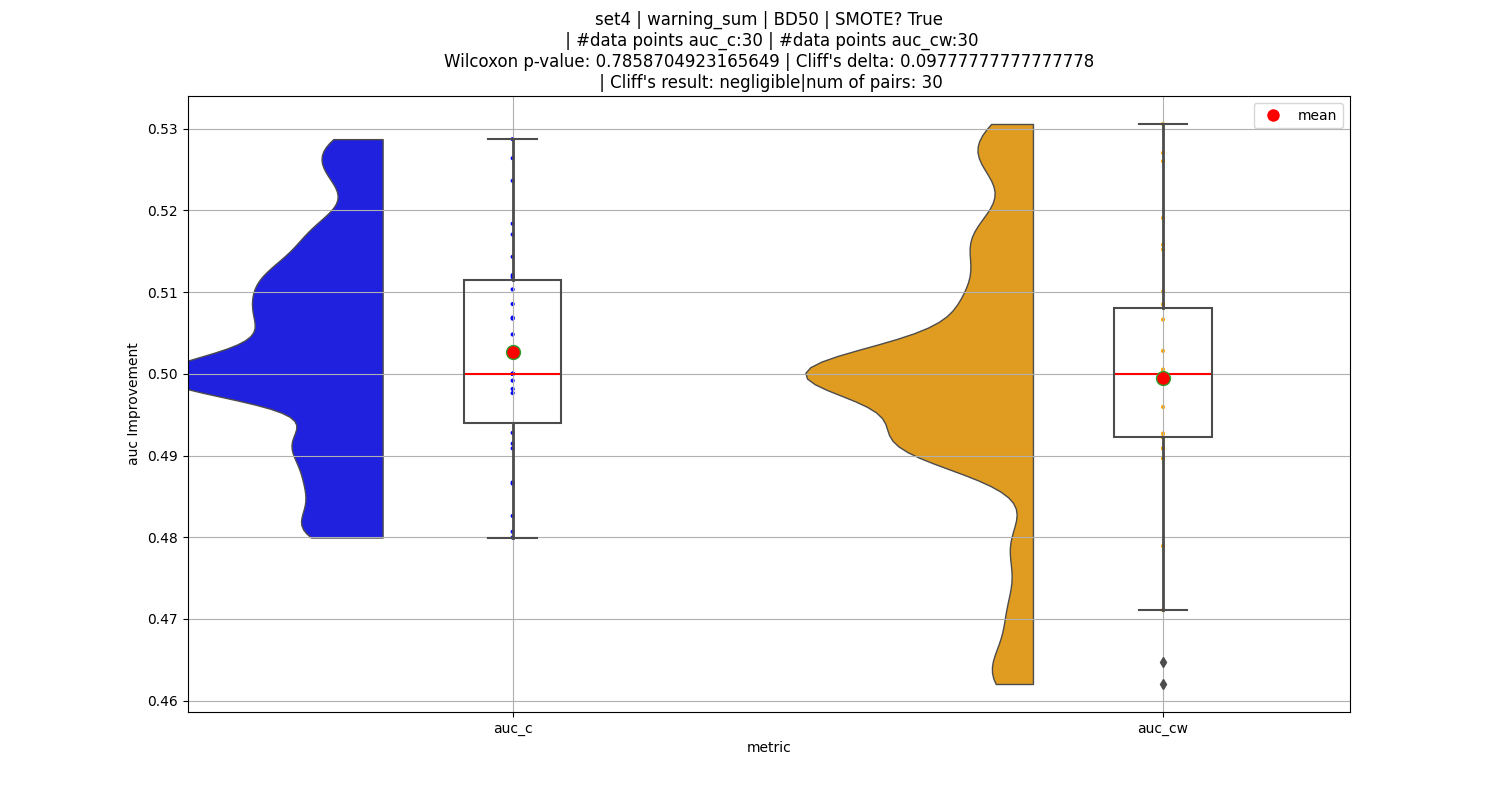 set4 | warning_sum | BD50 | SMOTE? True
| #data points auc_c:30 | #data points auc_cw:30
Wilcoxon p-value: 0.7858704923165649 | Cliff's delta: 0.09777777777777778
| Cliff's result: negligible|num of pairs: 30
mean
0.53
0.52
0.51
0.50
0.49
0.48
0.47
0.46
auc Improvement
auc_c
auc_cw
metric